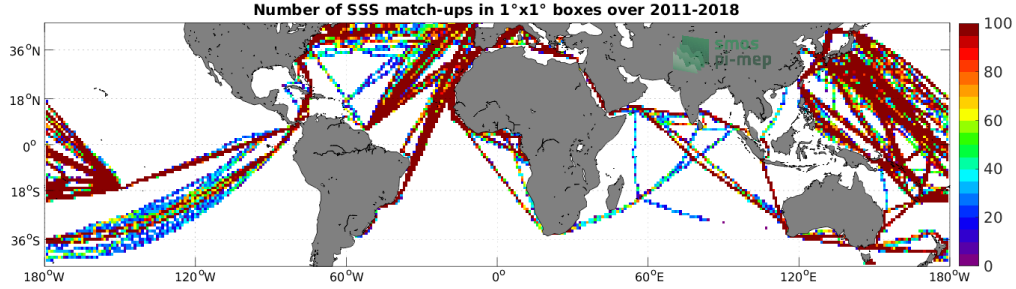 Number of SSS match-ups in 1°x1° boxes over 2011-2018
smos
pi-mep
36°N
18°N
0°
18°S
36°S
180°W
120°W
60°W
0°
60°E
120°E
180°W
100
80
60
40
20
0